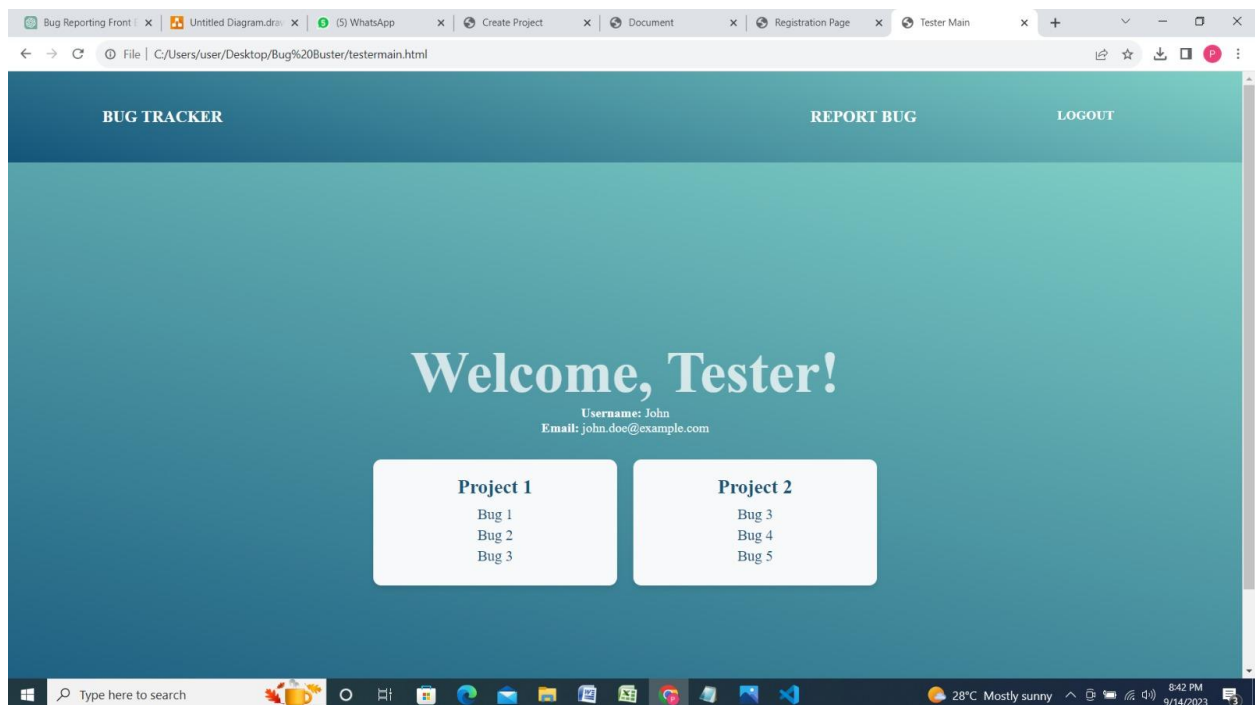 Bug Reporting Front
Untitled Diagram.drav
(5) WhatsApp
Create Project
Document
Registration Page
Tester Main
File | C:/Users/user/Desktop/Bug%20Buster/testermain.html
P
BUG TRACKER
REPORT BUG
LOGOUT
Welcome, Tester!
Username: John
Email: john.doe@example.com
Project 1
Bug 1
Bug 2
Bug 3
Project 2
Bug 3
Bug 4
Bug 5
Type here to search
28°C Mostly sunny
8:42 PM
9/14/2023
3